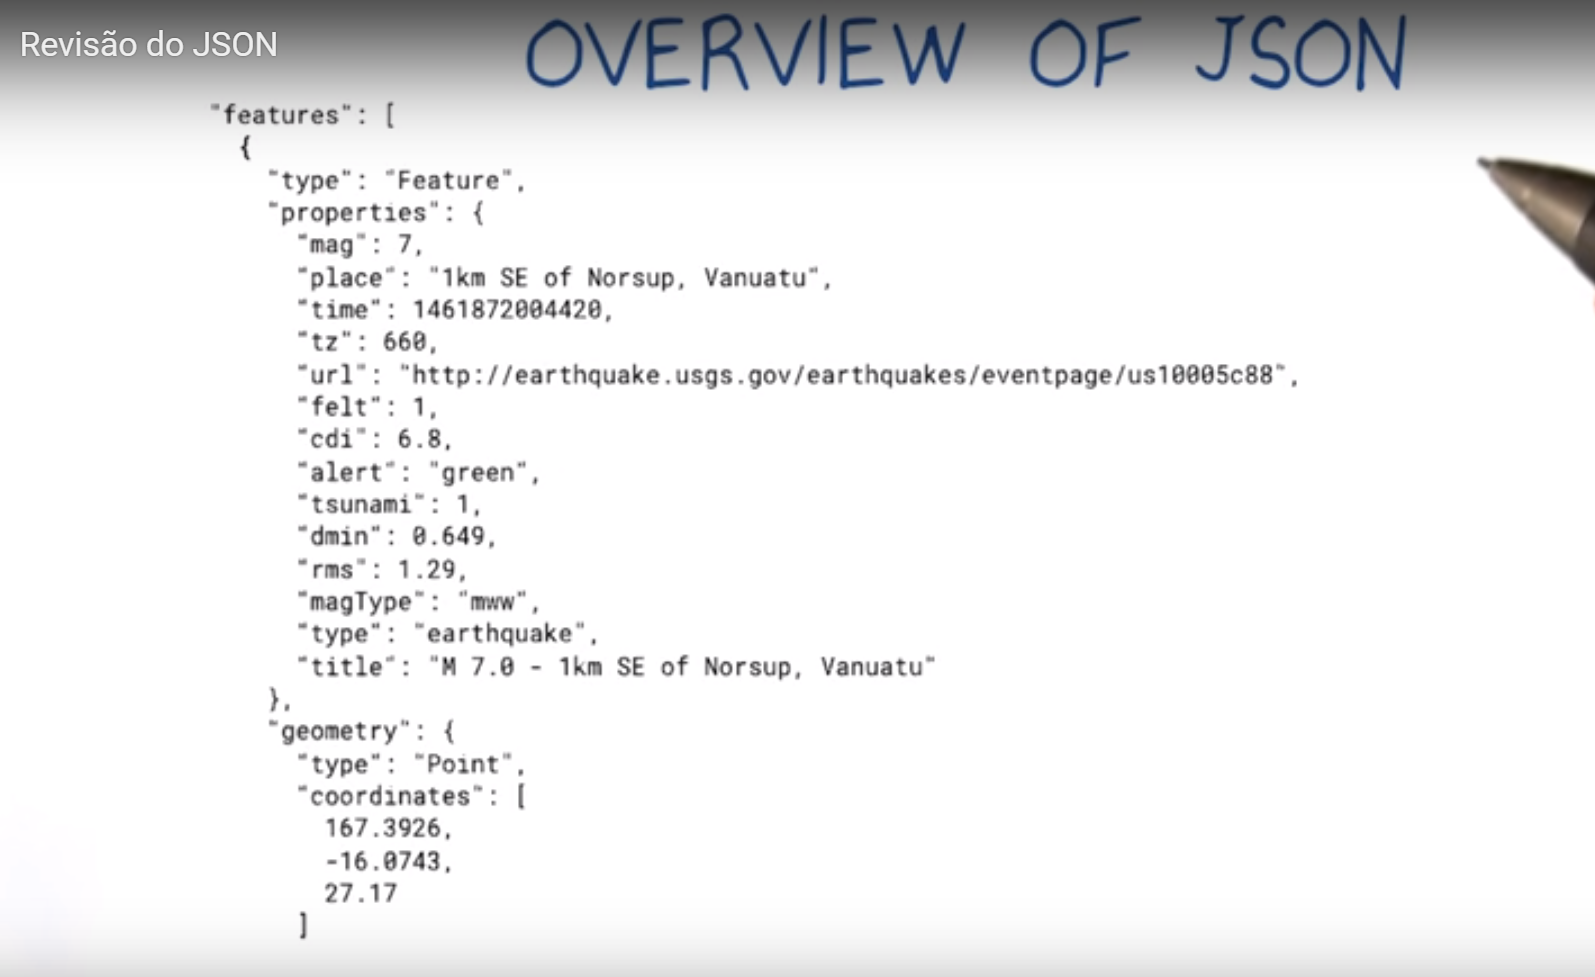 Revisão do JSON
OVERVIEW OF JSON
"features": [
{
"type": "Feature",
"properties": {
"mag": 7,
"place": "1km SE of Norsup, Vanuatu",
"time": 1461872004420,
"tz": 660,
"url": "http://earthquake.usgs.gov/earthquakes/eventpage/us10005c88",
"felt": 1,
"cdi": 6.8,
"alert": "green",
"tsunami": 1,
"dmin": 0.649,
"rms": 1.29,
"magType": "mww",
"type": "earthquake",
"title": "M 7.0 - 1km SE of Norsup, Vanuatu"
},
"geometry": {
"type": "Point",
"coordinates": [
167.3926,
-16.0743,
27.17
]